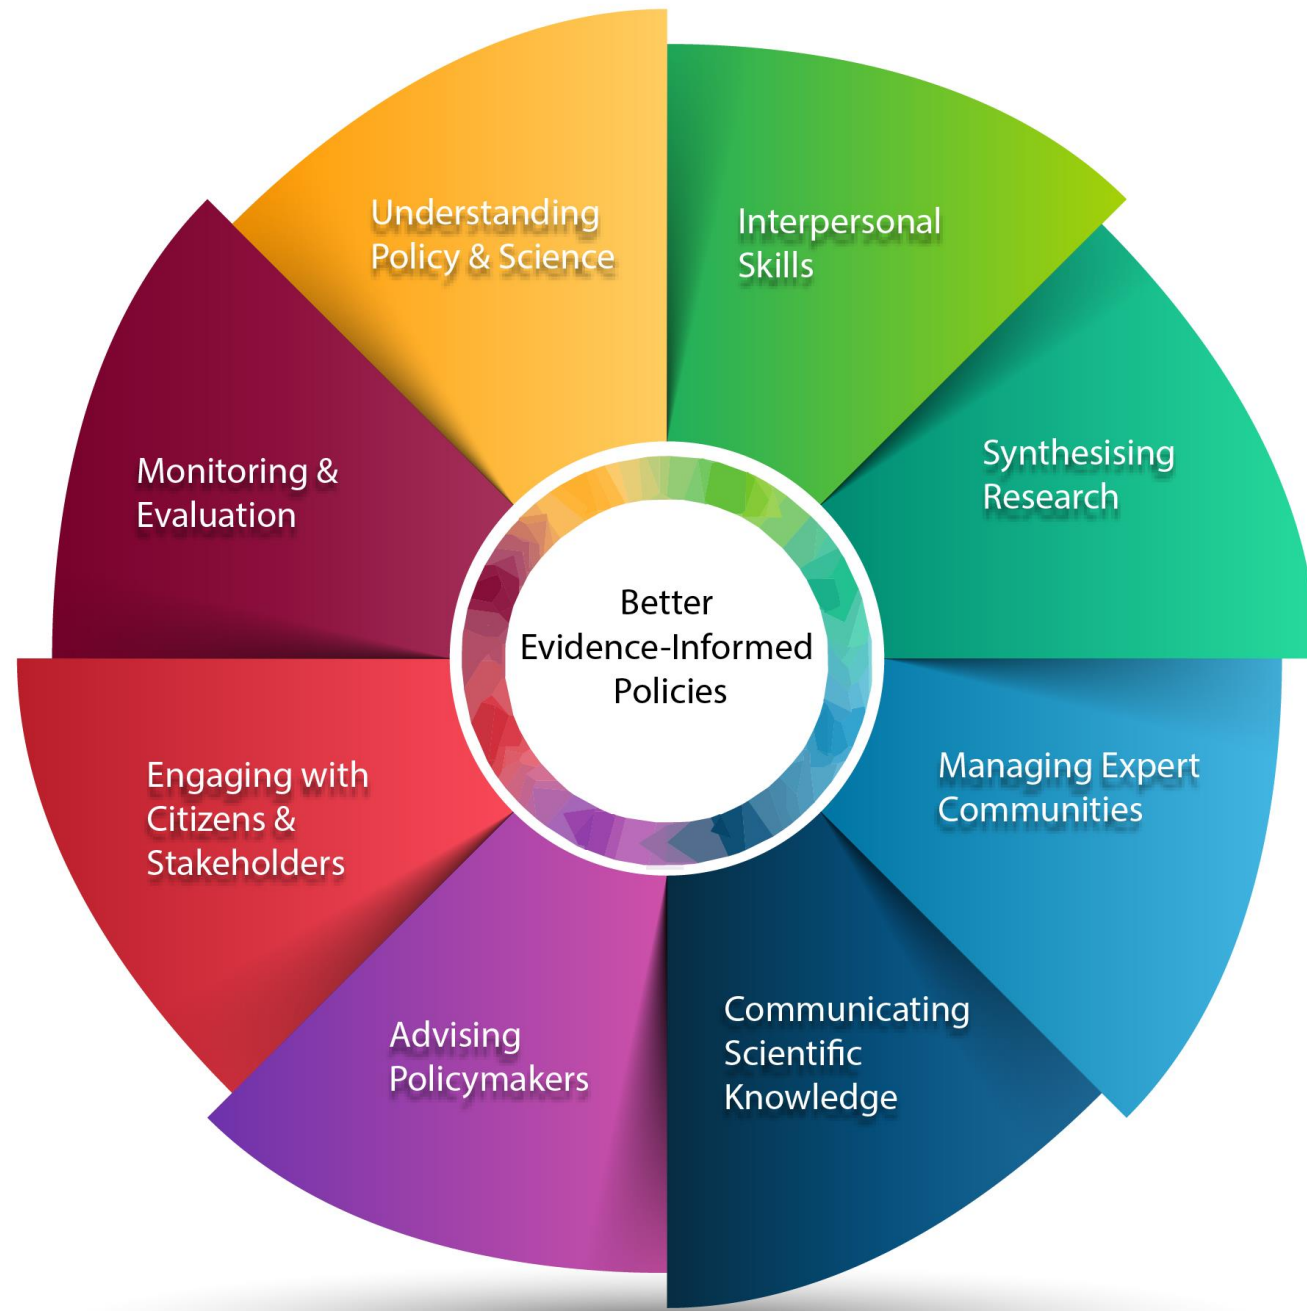 Understanding
Policy & Science
Interpersonal
Skills
Synthesising
Research
Managing Expert
Communities
Communicating
Scientific
Knowledge
Advising
Policymakers
Engaging with
Citizens &
Stakeholders
Monitoring &
Evaluation
Better
Evidence-Informed
Policies